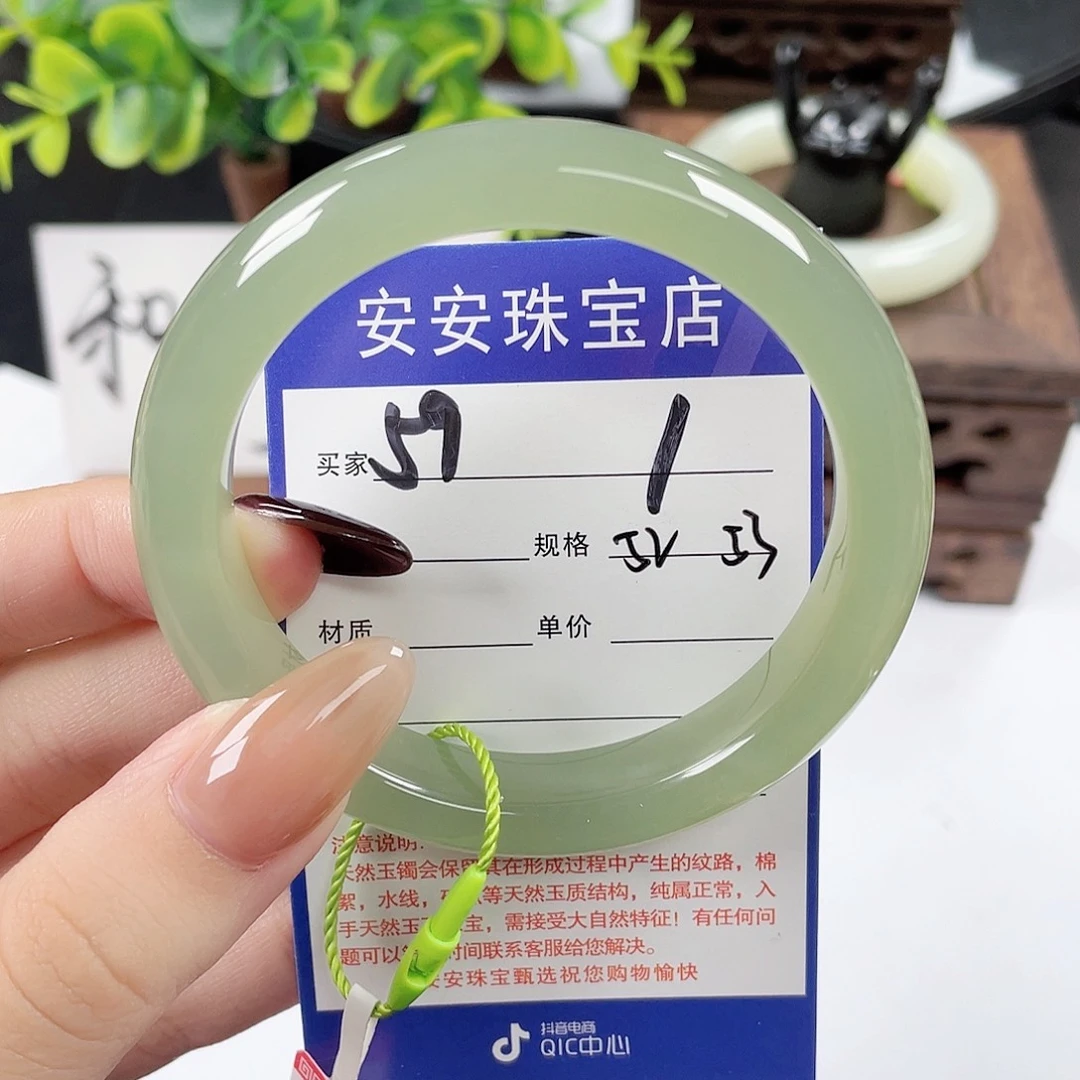 安安珠宝店
和
买家 57 1
规格 52 53
材质 单价
注意说明:
天然玉镯会保留其在形成过程中产生的纹路，棉
絮，水线，等天然玉质结构，纯属正常，入
手天然玉宝，需接受大自然特征！有任何问
题可以时间联系客服给您解决。
安珠宝甄选祝您购物愉快
抖音电商
QIC中心